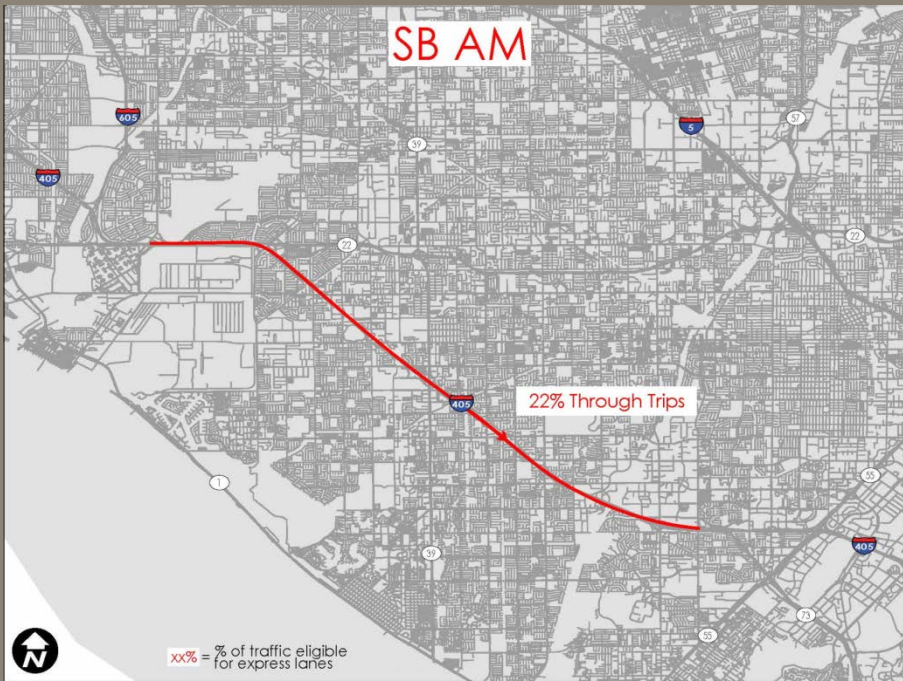 SB AM
605
5
57
39
405
22
22
405
22% Through Trips
1
55
405
39
73
55
N
xx% = % of traffic eligible
for express lanes